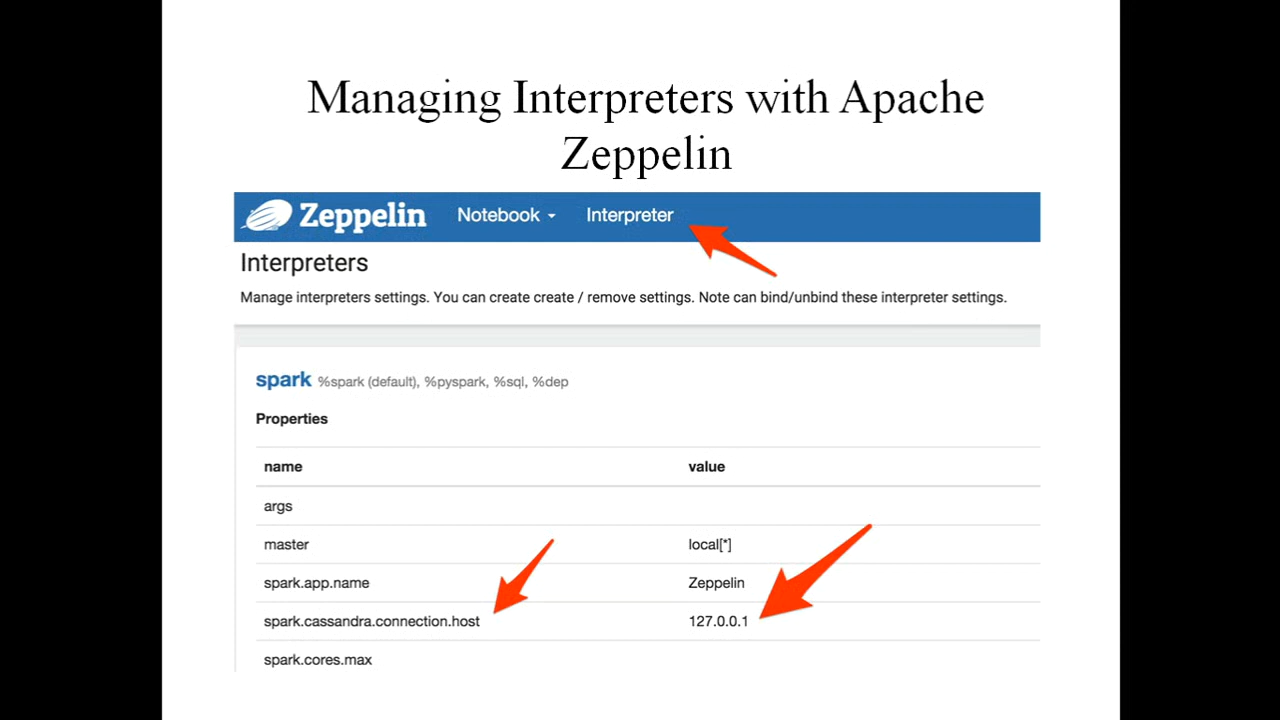 Managing Interpreters with Apache
Zeppelin
Zeppelin Notebook Interpreter
Interpreters
Manage interpreters settings. You can create create / remove settings. Note can bind/unbind these interpreter settings.
spark %spark (default), %pyspark, %sql, %dep
Properties
name value
args
master local[*]
spark.app.name Zeppelin
spark.cassandra.connection.host 127.0.0.1
spark.cores.max